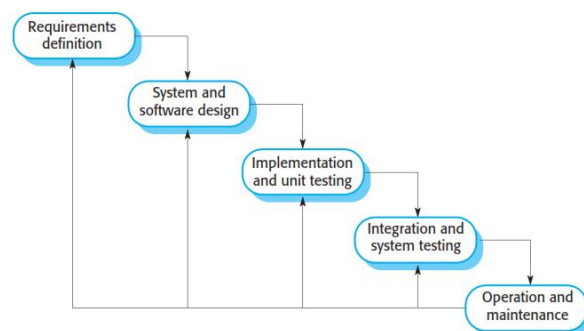 Requirements
definition
System and
software design
Implementation
and unit testing
Integration and
system testing
Operation and
maintenance